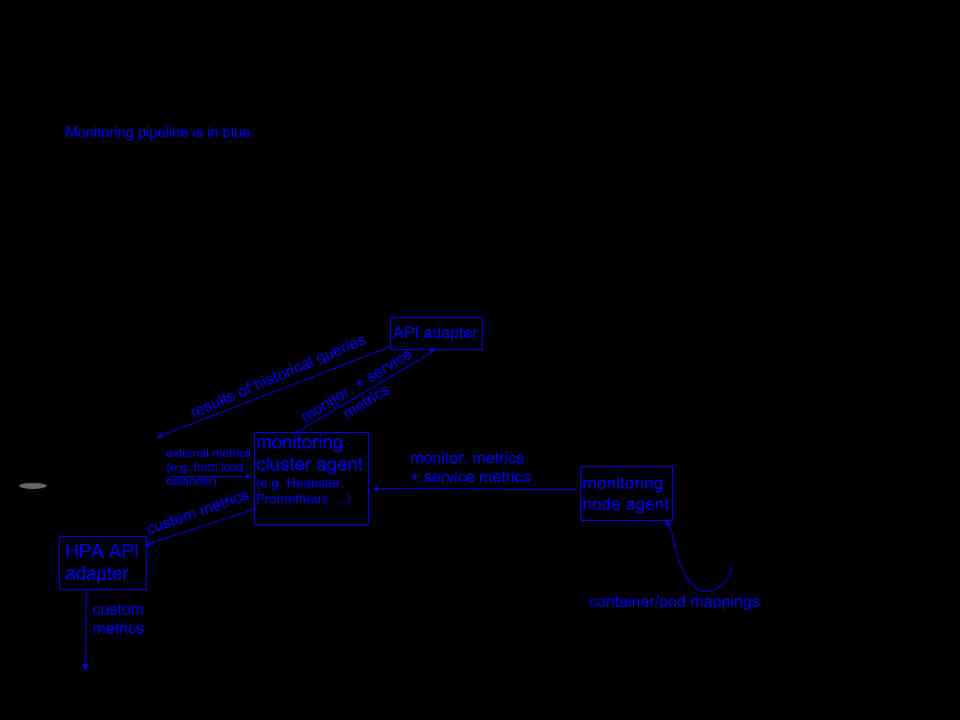 Monitoring pipeline is in blue
API adapter
results of historical queries
monitor. + service
metrics
monitoring
cluster agent
(e.g. Heapster,
Prometheus, ...)
external metrics
(e.g. from load
balancer)
monitor. metrics
+ service metrics
monitoring
node agent
custom metrics
HPA API
adapter
container/pod mappings
custom
metrics